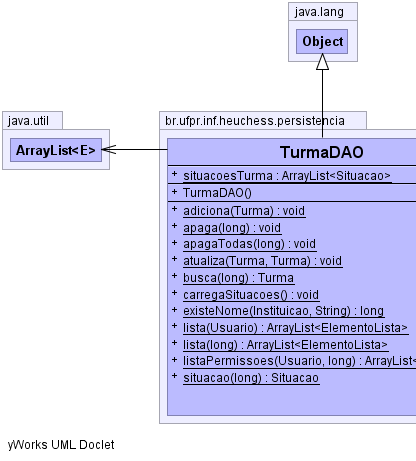 java.lang
Object
java.util
ArrayList<E>
br.ufpr.inf.heuchess.persistencia
TurmaDAO
+ situacoesTurma : ArrayList<Situacao>
+ TurmaDAO()
+ adiciona(Turma) : void
+ apaga(long) : void
+ apagaTodas(long) : void
+ atualiza(Turma, Turma) : void
+ busca(long) : Turma
+ carregaSituacoes() : void
+ existeNome(Instituicao, String) : long
+ lista(Usuario) : ArrayList<ElementoLista>
+ lista(long) : ArrayList<ElementoLista>
+ listaPermissoes(Usuario, long) : ArrayList<
+ situacao(long) : Situacao
yWorks UML Doclet